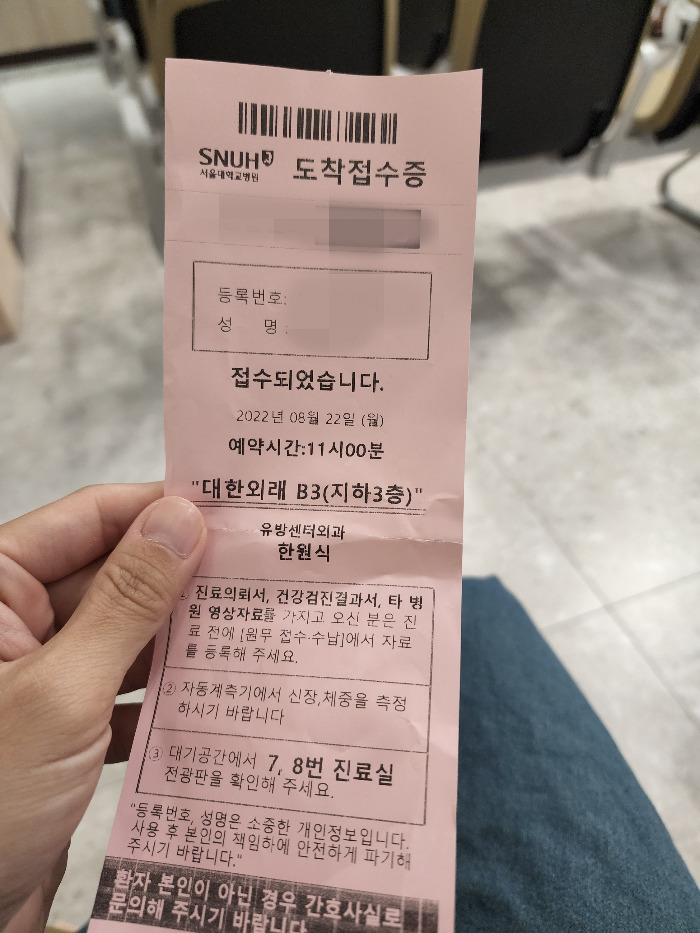 SNUH
서울대학교병원
도착접수증
등록번호:
성 명 :
접수되었습니다.
2022년 08월 22일 (월)
예약시간:11시00분
"대한외래 B3(지하3층)"
유방센터외과
한원식
① 진료의뢰서, 건강검진결과서, 타 병
원 영상자료를 가지고 오신 분은 진
료 전에 [원무 접수·수납]에서 자료
를 등록해 주세요.
② 자동계측기에서 신장,체중을 측정
하시기 바랍니다
③ 대기공간에서 7, 8번 진료실
전광판을 확인해 주세요.
"등록번호, 성명은 소중한 개인정보입니다.
사용 후 본인의 책임하에 안전하게 파기해
주시기 바랍니다."
환자 본인이 아닌 경우 간호사실로
문의해 주시기 바랍니다